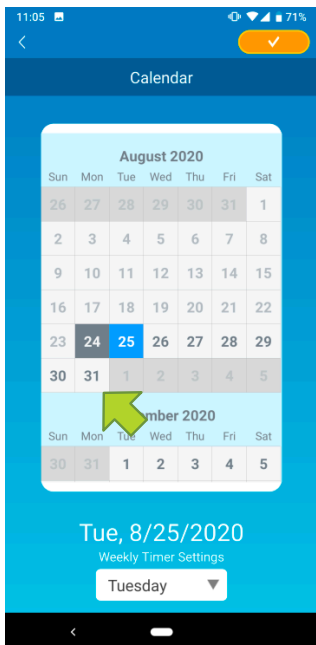 11:05 71%
Calendar
August 2020
Sun Mon Tue Wed Thu Fri Sat
26 27 28 29 30 31 1
2 3 4 5 6 7 8
9 10 11 12 13 14 15
16 17 18 19 20 21 22
23 24 25 26 27 28 29
30 31 1 2 3 4 5
mber 2020
Sun Mon Tue Wed Thu Fri Sat
30 31 1 2 3 4 5
Tue, 8/25/2020
Weekly Timer Settings
Tuesday